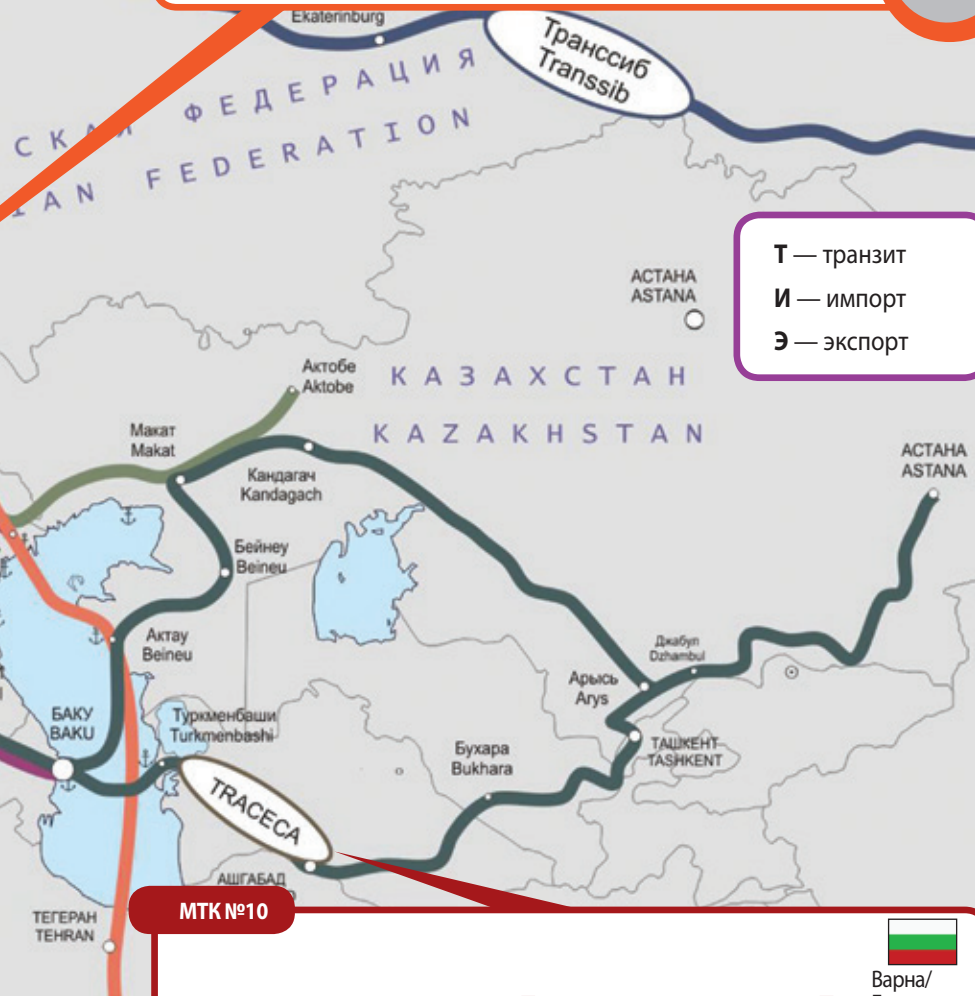 Ekaterinburg
Транссиб
Transsib
СКАЯ ФЕДЕРАЦИЯ
IAN FEDERATION
Т — транзит
И — импорт
Э — экспорт
АСТАНА
ASTANA
Актобе
Aktobe
КАЗАХСТАН
KAZAKHSTAN
Макат
Makat
Кандагач
Kandagach
АСТАНА
ASTANA
Бейнеу
Beineu
Актау
Beineu
Джабул
Dzhambul
Арысь
Arys
БАКУ
BAKU
Туркменбаши
Turkmenbashi
Бухара
Bukhara
ТАШКЕНТ
TASHKENT
TRACECA
АШГАБАД
МТК №10
ТЕГЕРАН
TEHRAN
Варна/